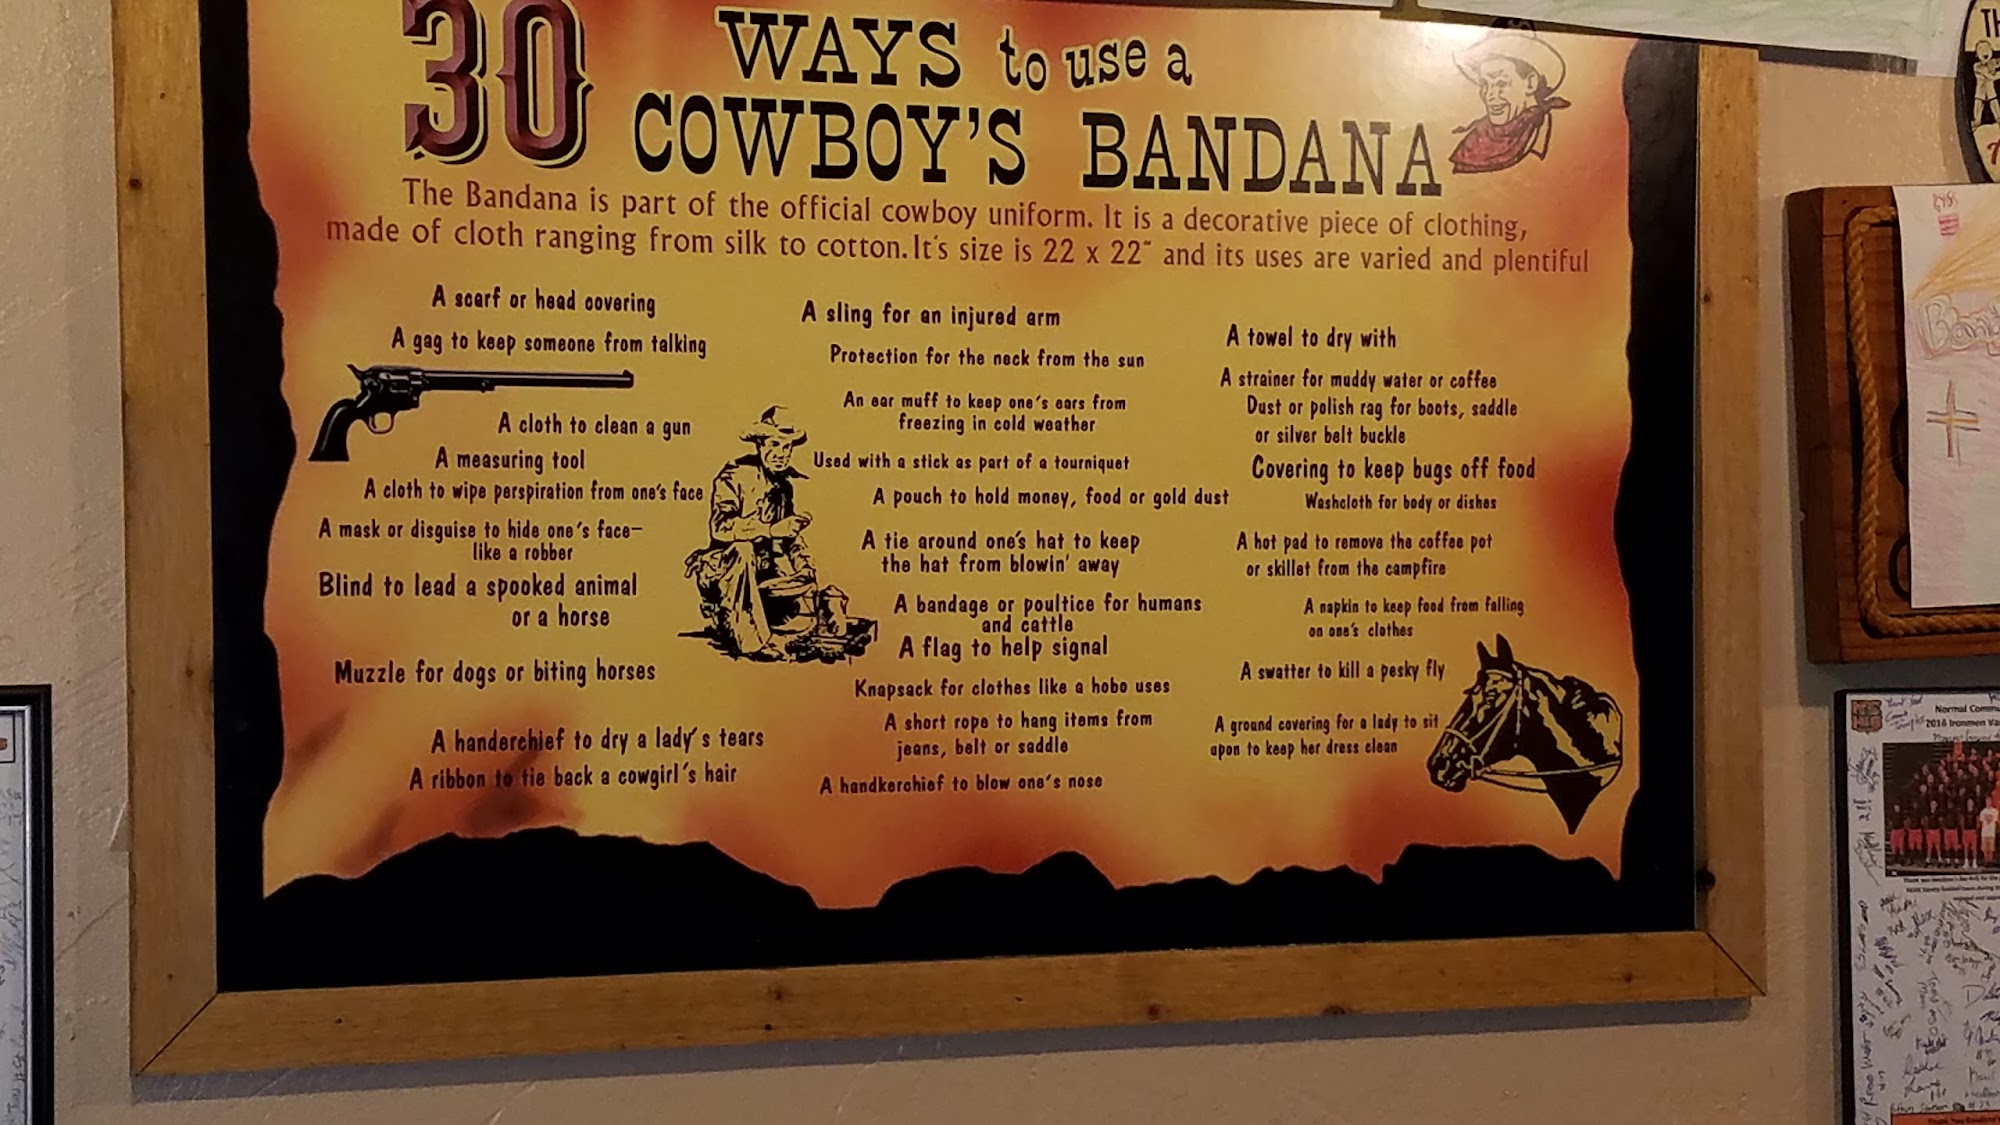 30 WAYS to use a
COWBOY'S BANDANA
The Bandana is part of the official cowboy uniform. It is a decorative piece of clothing,
made of cloth ranging from silk to cotton. It's size is 22 x 22" and its uses are varied and plentiful
A scarf or head covering
A gag to keep someone from talking
A cloth to clean a gun
A measuring tool
A cloth to wipe perspiration from one's face
A mask or disguise to hide one's face—
like a robber
Blind to lead a spooked animal
or a horse
Muzzle for dogs or biting horses
A handerchief to dry a lady's tears
A ribbon to tie back a cowgirl's hair
A sling for an injured arm
Protection for the neck from the sun
An ear muff to keep one's ears from
freezing in cold weather
Used with a stick as part of a tourniquet
A pouch to hold money, food or gold dust
A tie around one's hat to keep
the hat from blowin' away
A bandage or poultice for humans
and cattle
A flag to help signal
Knapsack for clothes like a hobo uses
A short rope to hang items from
jeans, belt or saddle
A handkerchief to blow one's nose
A towel to dry with
A strainer for muddy water or coffee
Dust or polish rag for boots, saddle
or silver belt buckle
Covering to keep bugs off food
Washcloth for body or dishes
A hot pad to remove the coffee pot
or skillet from the campfire
A napkin to keep food from falling
on one's clothes
A swatter to kill a pesky fly
A ground covering for a lady to sit
upon to keep her dress clean
Normal Commu
2016 Ironmen Va